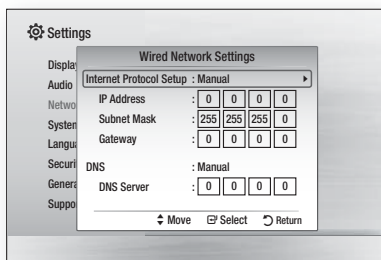 Settings
Wired Network Settings
Internet Protocol Setup : Manual
IP Address : 0 0 0 0
Subnet Mask : 255 255 255 0
Gateway : 0 0 0 0
DNS : Manual
DNS Server : 0 0 0 0
Move Select Return
Displa
Audio
Netwo
System
Langua
Securi
Genera
Suppo